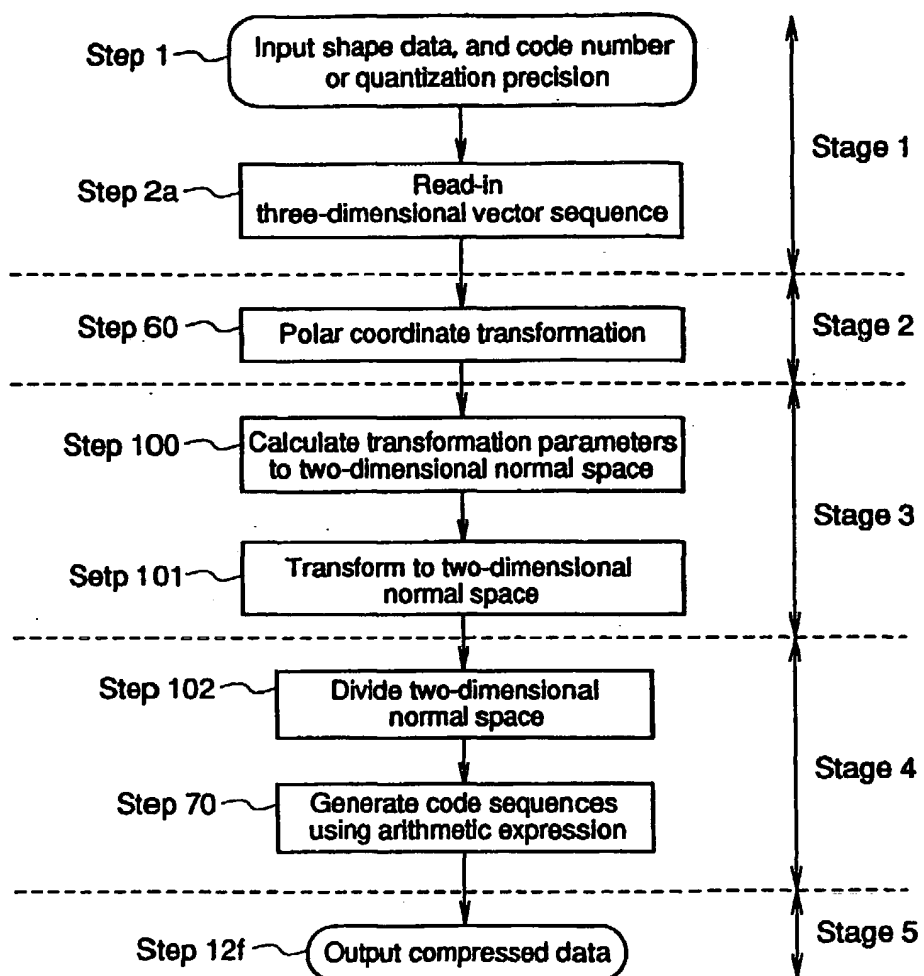 Step 1
Input shape data, and code number
or quantization precision
Stage 1
Step 2a
Read-in
three-dimensional vector sequence
Step 60
Polar coordinate transformation
Stage 2
Step 100
Calculate transformation parameters
to two-dimensional normal space
Stage 3
Setp 101
Transform to two-dimensional
normal space
Step 102
Divide two-dimensional
normal space
Stage 4
Step 70
Generate code sequences
using arithmetic expression
Step 12f
Output compressed data
Stage 5